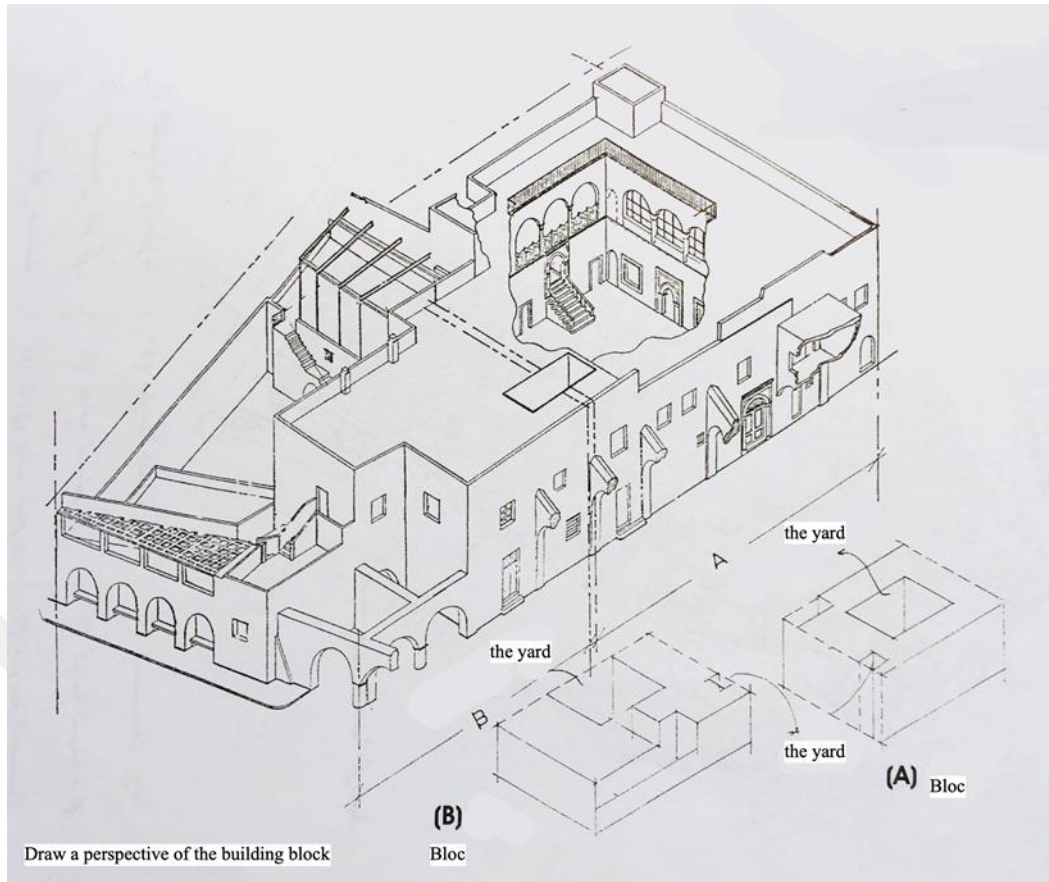 the yard
A
the yard
B
the yard
(A)
Bloc
(B)
Draw a perspective of the building block
Bloc